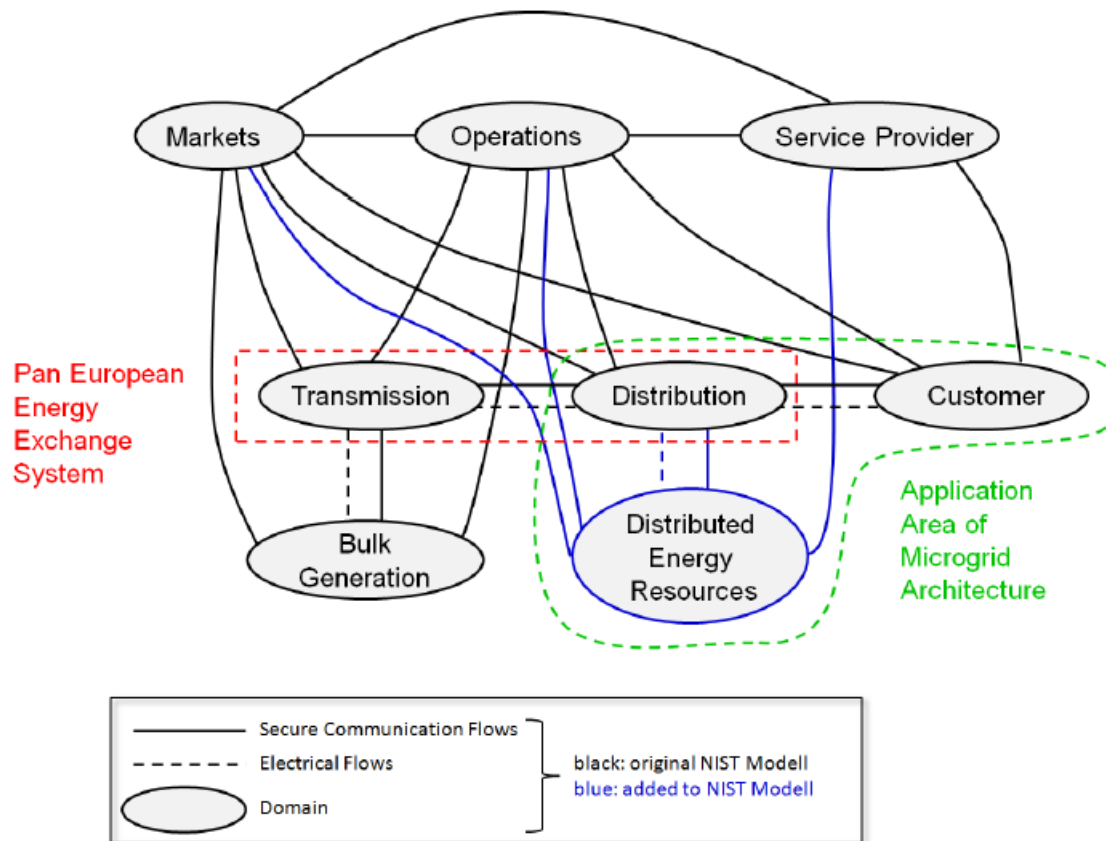 Markets
Operations
Service Provider
Pan European
Energy
Exchange
System
Transmission
Distribution
Customer
Bulk
Generation
Distributed
Energy
Resources
Application
Area of
Microgrid
Architecture
Secure Communication Flows
Electrical Flows
Domain
black: original NIST Modell
blue: added to NIST Modell